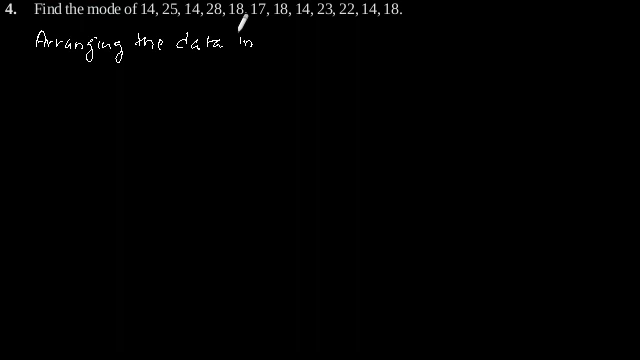 4. Find the mode of 14, 25, 14, 28, 18, 17, 18, 14, 23, 22, 14, 18.
Arranging the data in